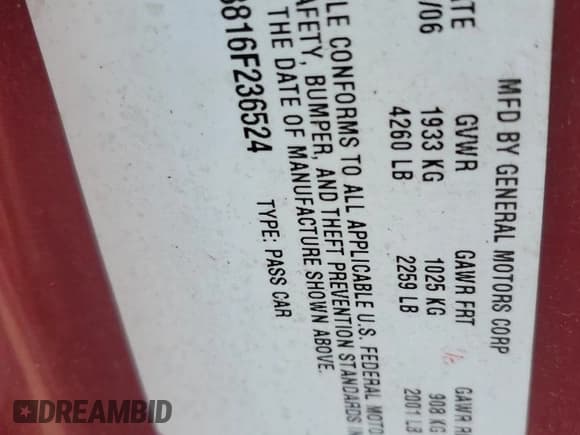 MFD BY GENERAL MOTORS CORP
ATE
/06
GVWR
1933 KG
4260 LB
GAWR FRT
1025 KG
2259 LB
GAWR R
908 KG
2001 LB
LE CONFORMS TO ALL APPLICABLE U.S. FEDERAL MOTO
AFETY, BUMPER, AND THEFT PREVENTION STANDARDS IN
THE DATE OF MANUFACTURE SHOWN ABOVE.
816F236524
TYPE: PASS CAR
DREAMBID